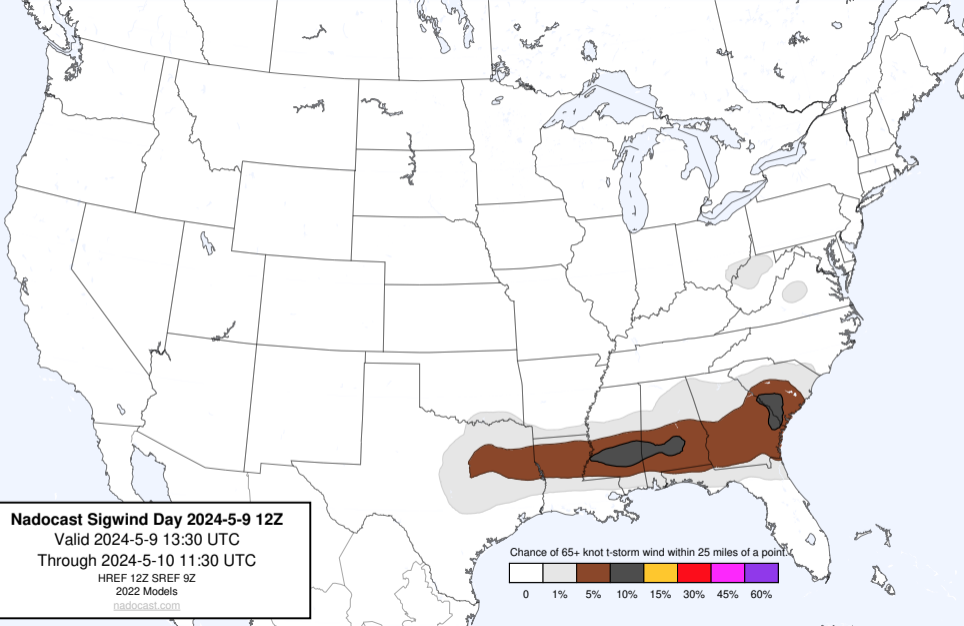 Nadocast Sigwind Day 2024-5-9 12Z
Valid 2024-5-9 13:30 UTC
Through 2024-5-10 11:30 UTC
HREF 12Z SREF 9Z
2022 Models
nadocast.com
Chance of 65+ knot t-storm wind within 25 miles of a point.
0 1% 5% 10% 15% 30% 45% 60%